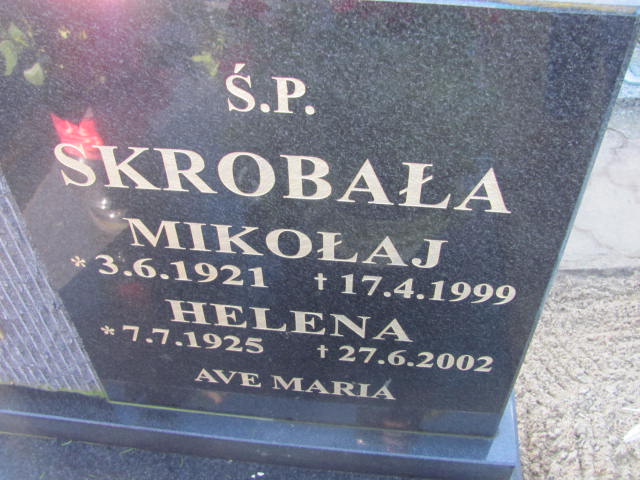 Ś.P.
SKROBAŁA
MIKOŁAJ
* 3.6.1921 † 17.4.1999
HELENA
* 7.7.1925 † 27.6.2002
AVE MARIA